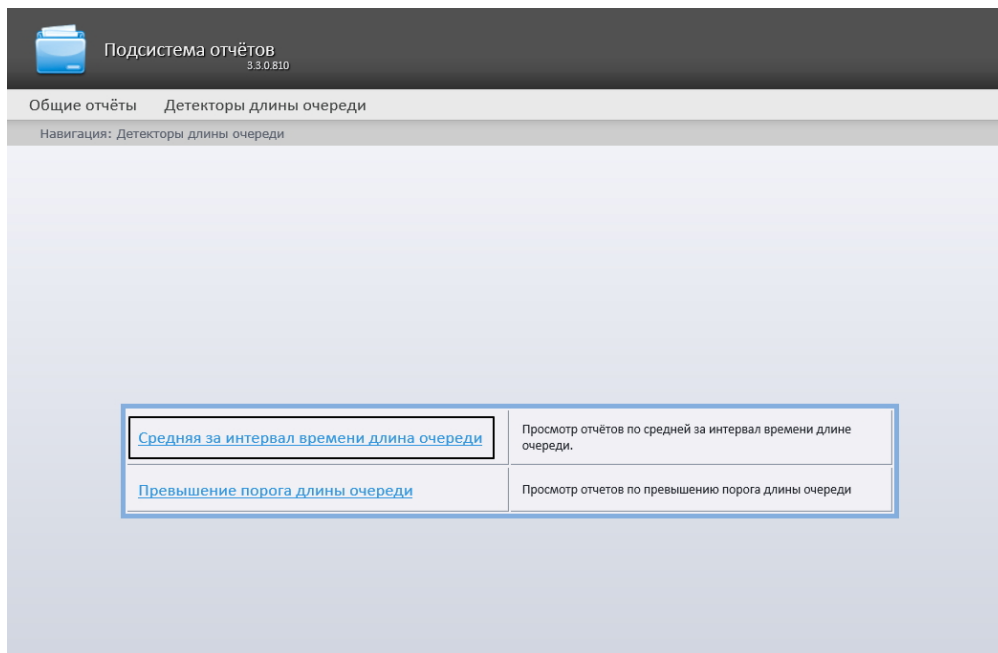 Подсистема отчётов
3.3.0.810
Общие отчёты Детекторы длины очереди
Навигация: Детекторы длины очереди
Средняя за интервал времени длина очереди
Просмотр отчётов по средней за интервал времени длине
очереди.
Превышение порога длины очереди
Просмотр отчетов по превышению порога длины очереди